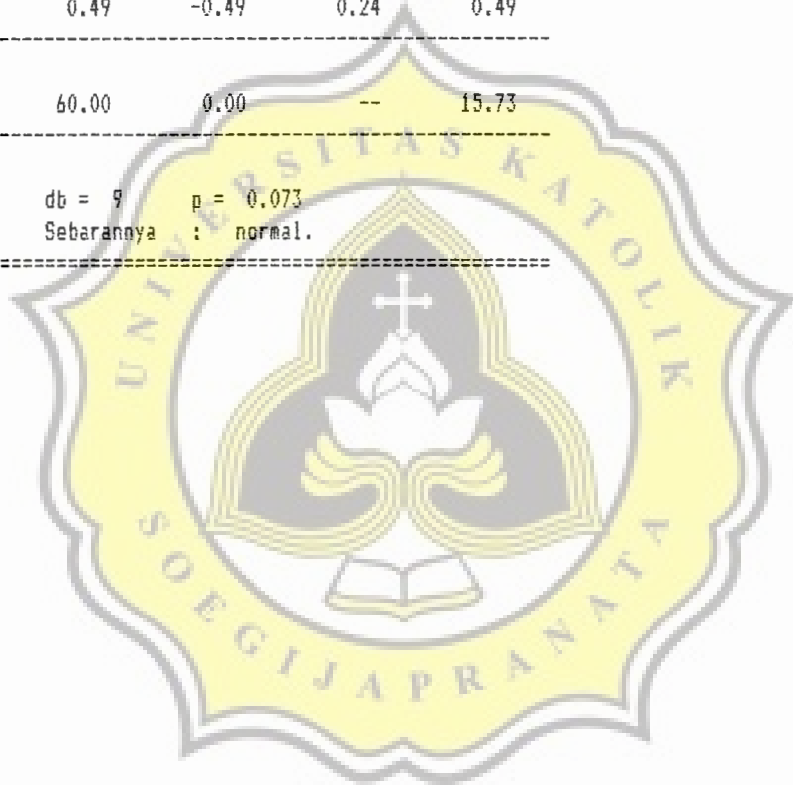 0.49 -0.49 0.24 0.49
60.00 0.00 -- 15.73
db = 9 p = 0.073
Sebarannya : normal.
UNIVERSITAS KATOLIK
SOEGIJAPRANATA